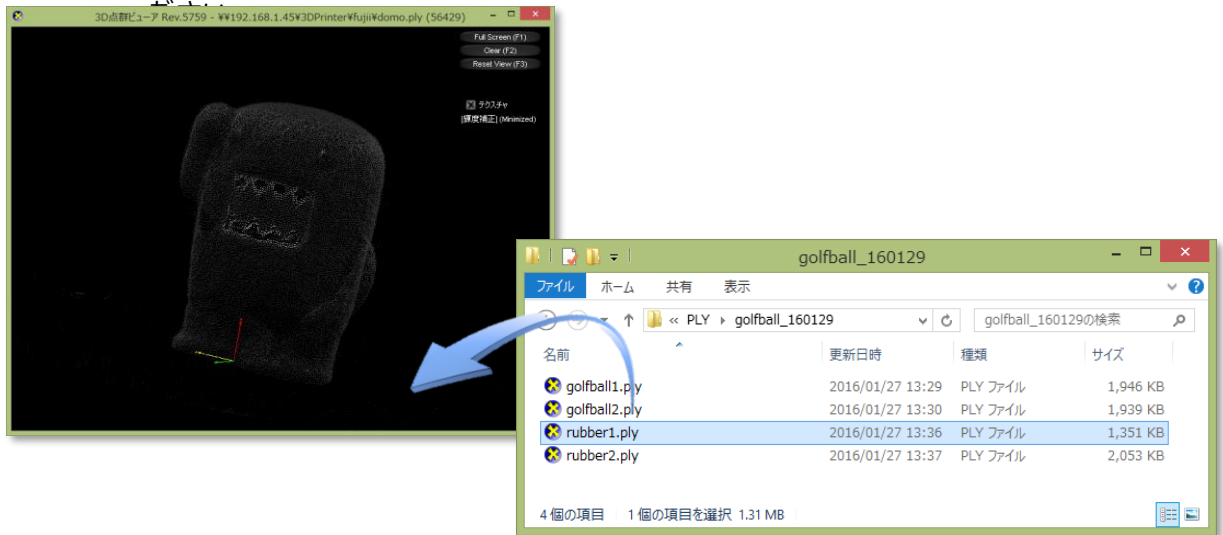 3D点群ビューア Rev.5759 - ¥¥192.168.1.45¥3DPrinter¥fujii¥domo.ply (56429)
Full Screen (F1)
Clear (F2)
Reset View (F3)
テクスチャ
[輝度補正] (Minimized)
golfball_160129
ファイル ホーム 共有 表示
« PLY golfball_160129 golfball_160129の検索
名前 更新日時 種類 サイズ
golfball1.ply 2016/01/27 13:29 PLY ファイル 1,946 KB
golfball2.ply 2016/01/27 13:30 PLY ファイル 1,939 KB
rubber1.ply 2016/01/27 13:36 PLY ファイル 1,351 KB
rubber2.ply 2016/01/27 13:37 PLY ファイル 2,053 KB
4 個の項目 1 個の項目を選択 1.31 MB